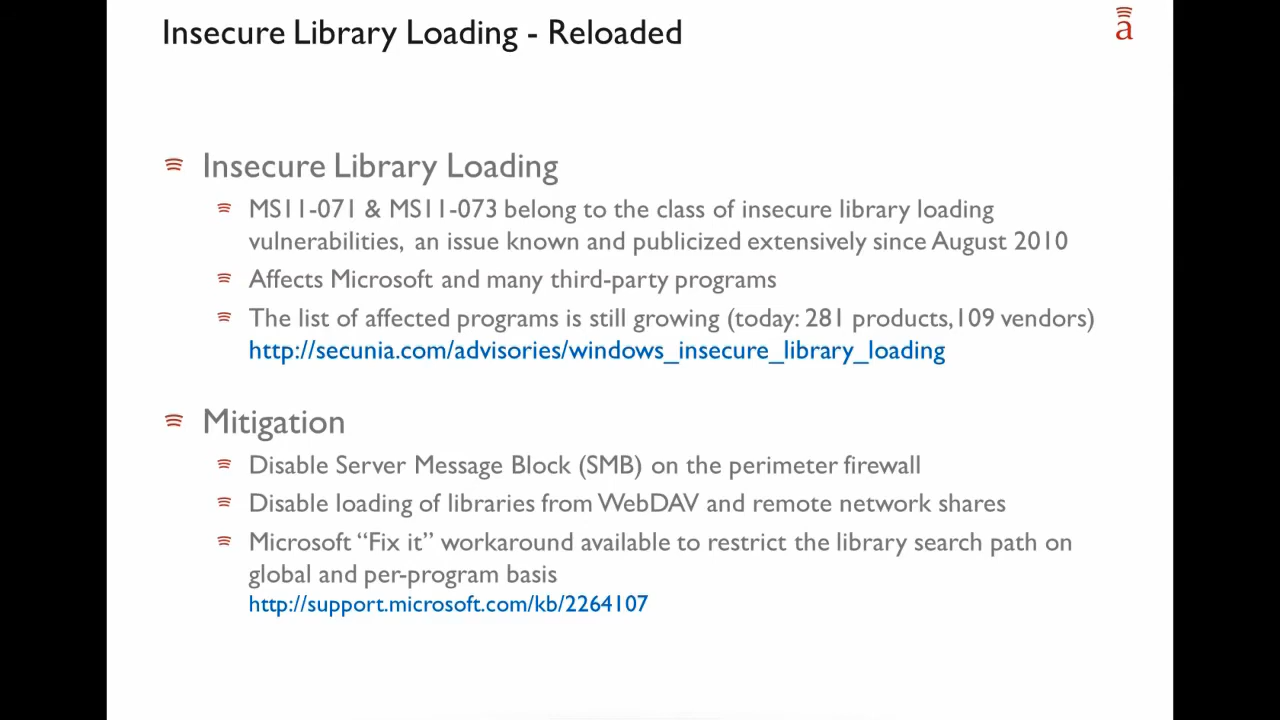 Insecure Library Loading - Reloaded
a
Insecure Library Loading
MS11-071 & MS11-073 belong to the class of insecure library loading
vulnerabilities, an issue known and publicized extensively since August 2010
Affects Microsoft and many third-party programs
The list of affected programs is still growing (today: 281 products,109 vendors)
http://secunia.com/advisories/windows_insecure_library_loading
Mitigation
Disable Server Message Block (SMB) on the perimeter firewall
Disable loading of libraries from WebDAV and remote network shares
Microsoft “Fix it” workaround available to restrict the library search path on
global and per-program basis
http://support.microsoft.com/kb/2264107